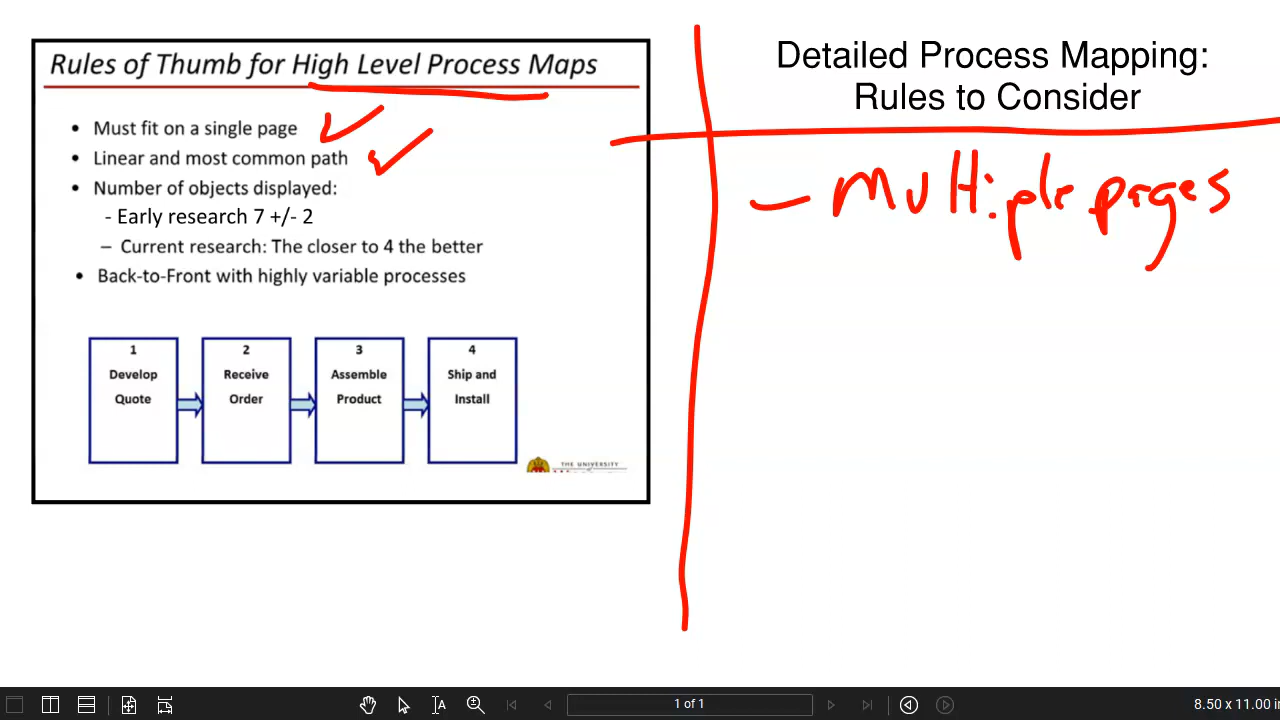 Rules of Thumb for High Level Process Maps
• Must fit on a single page
• Linear and most common path
• Number of objects displayed:
- Early research 7 +/- 2
– Current research: The closer to 4 the better
• Back-to-Front with highly variable processes
1
Develop
Quote
2
Receive
Order
3
Assemble
Product
4
Ship and
Install
THE UNIVERSITY
Detailed Process Mapping:
Rules to Consider
- Multiple pages
1 of 1
8.50 x 11.00 i